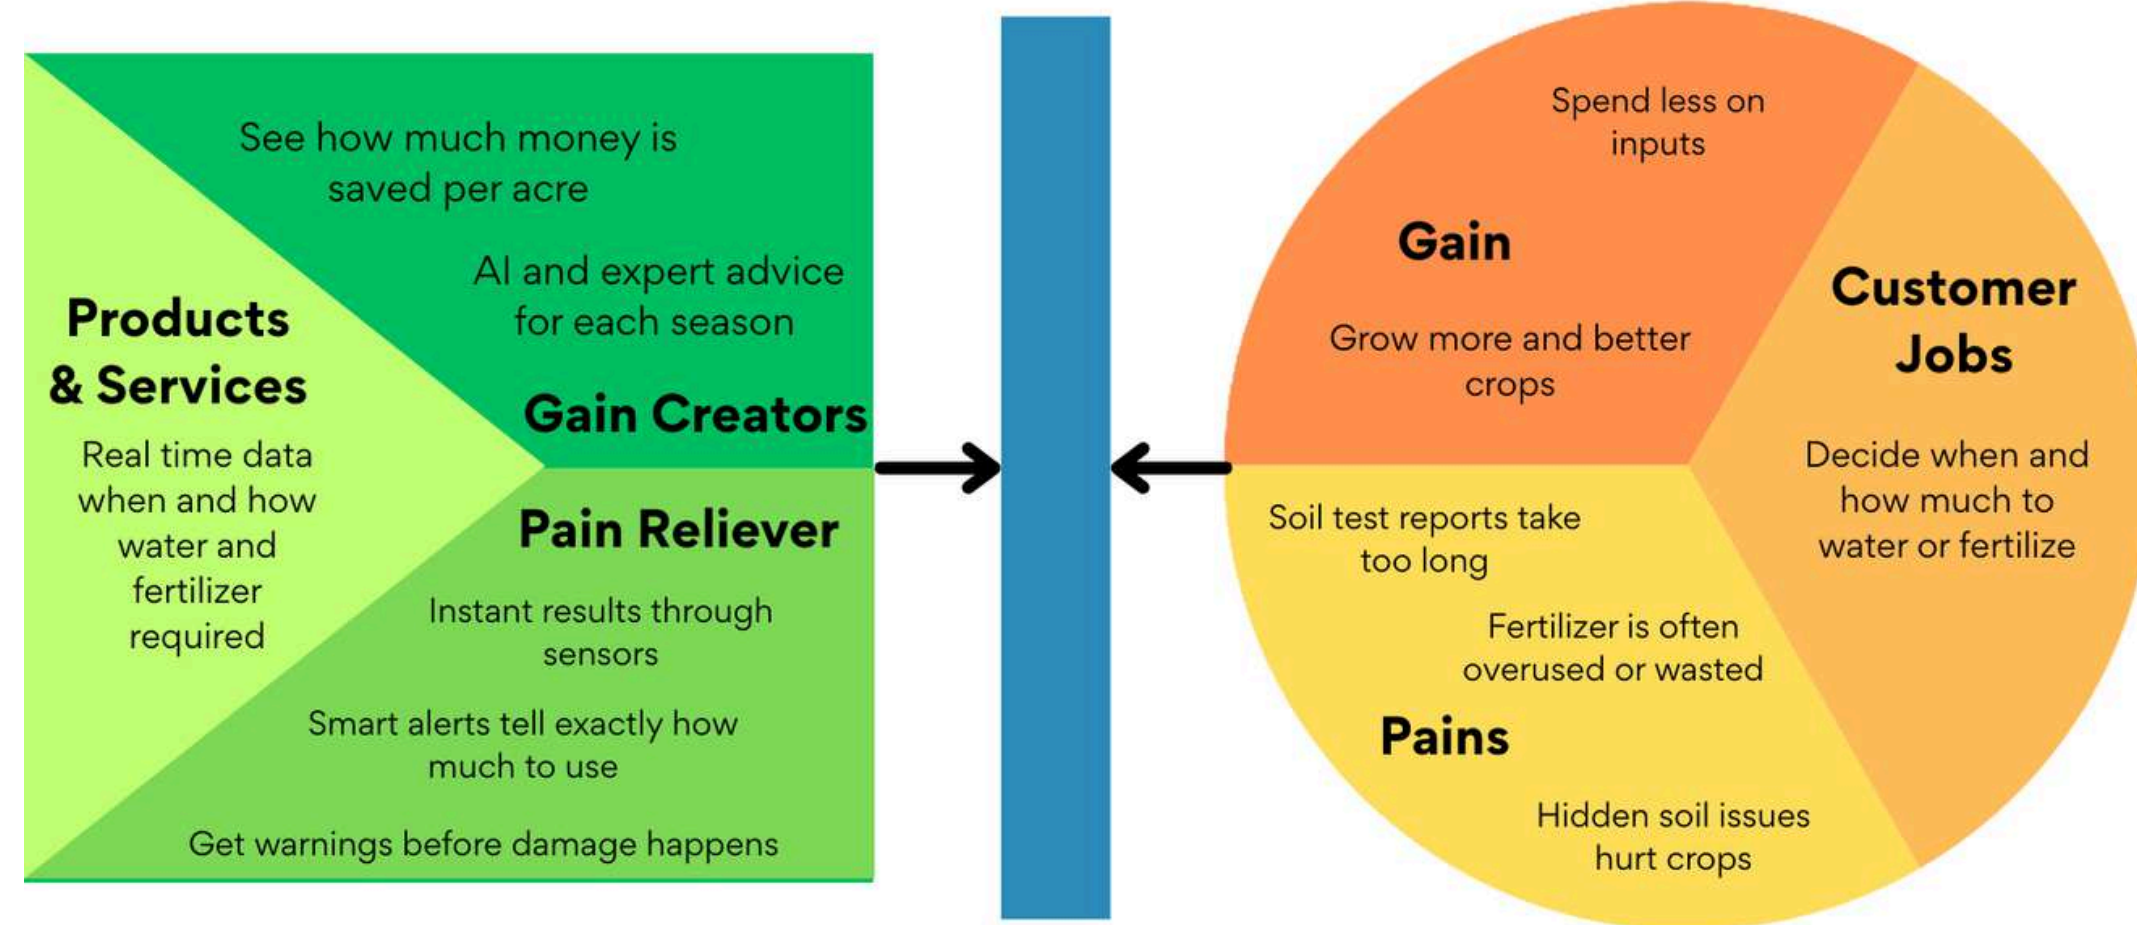 See how much money is
saved per acre
AI and expert advice
for each season
Gain Creators
Products
& Services
Real time data
when and how
water and
fertilizer
required
Pain Reliever
Instant results through
sensors
Smart alerts tell exactly how
much to use
Get warnings before damage happens
Spend less on
inputs
Gain
Grow more and better
crops
Customer
Jobs
Decide when and
how much to
water or fertilize
Soil test reports take
too long
Fertilizer is often
overused or wasted
Pains
Hidden soil issues
hurt crops